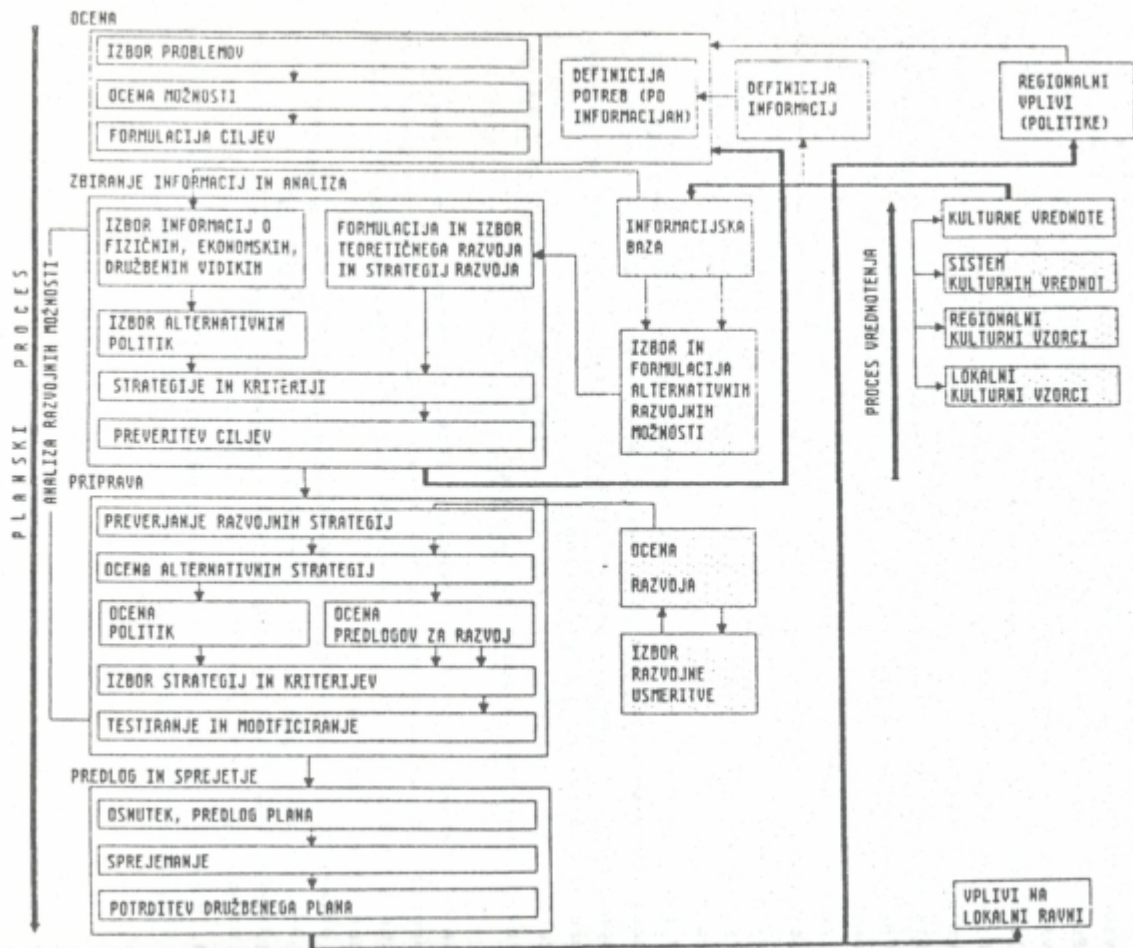 OCENA
IZBOR PROBLEMOV
OCENA MOŽNOSTI
FORMULACIJA CILJEV
DEFINICIJA
POTREB (PO
INFORMACIJAH)
DEFINICIJA
INFORMACIJ
REGIONALNI
VPLIVI
(POLITIKE)
ZBIRANJE INFORMACIJ IN ANALIZA
IZBOR INFORMACIJ O
FIZIČNIH, EKONOMSKIH,
DRUŽBENIH VIDIKIH
FORMULACIJA IN IZBOR
TEORETIČNEGA RAZVOJA
IN STRATEGIJ RAZVOJA
IZBOR ALTERNATIVNIH
POLITIK
STRATEGIJE IN KRITERIJI
PREVERITEV CILJEV
INFORMACIJSKA
BAZA
IZBOR IN
FORMULACIJA
ALTERNATIVNIH
RAZVOJNIH
MOŽNOSTI
PROCES VREDNOTENJA
KULTURNE VREDNOTE
SISTEM
KULTURNIH VREDNOT
REGIONALNI
KULTURNI VZORCI
LOKALNI
KULTURNI VZORCI
PLANSKI PROCES
ANALIZA RAZVOJNIH MOŽNOSTI
PRIPRAVA
PREVERJANJE RAZVOJNIH STRATEGIJ
OCENA ALTERNATIVNIH STRATEGIJ
OCENA
POLITIK
OCENA
PREDLOGOV ZA RAZVOJ
IZBOR STRATEGIJ IN KRITERIJEV
TESTIRANJE IN MODIFICIRANJE
OCENA
RAZVOJA
IZBOR
RAZVOJNE
USMERITVE
PREDLOG IN SPREJETJE
OSNUTEK, PREDLOG PLANA
SPREJEMANJE
POTRDITEV DRUŽBENEGA PLANA
VPLIVI NA
LOKALNI RAVNI